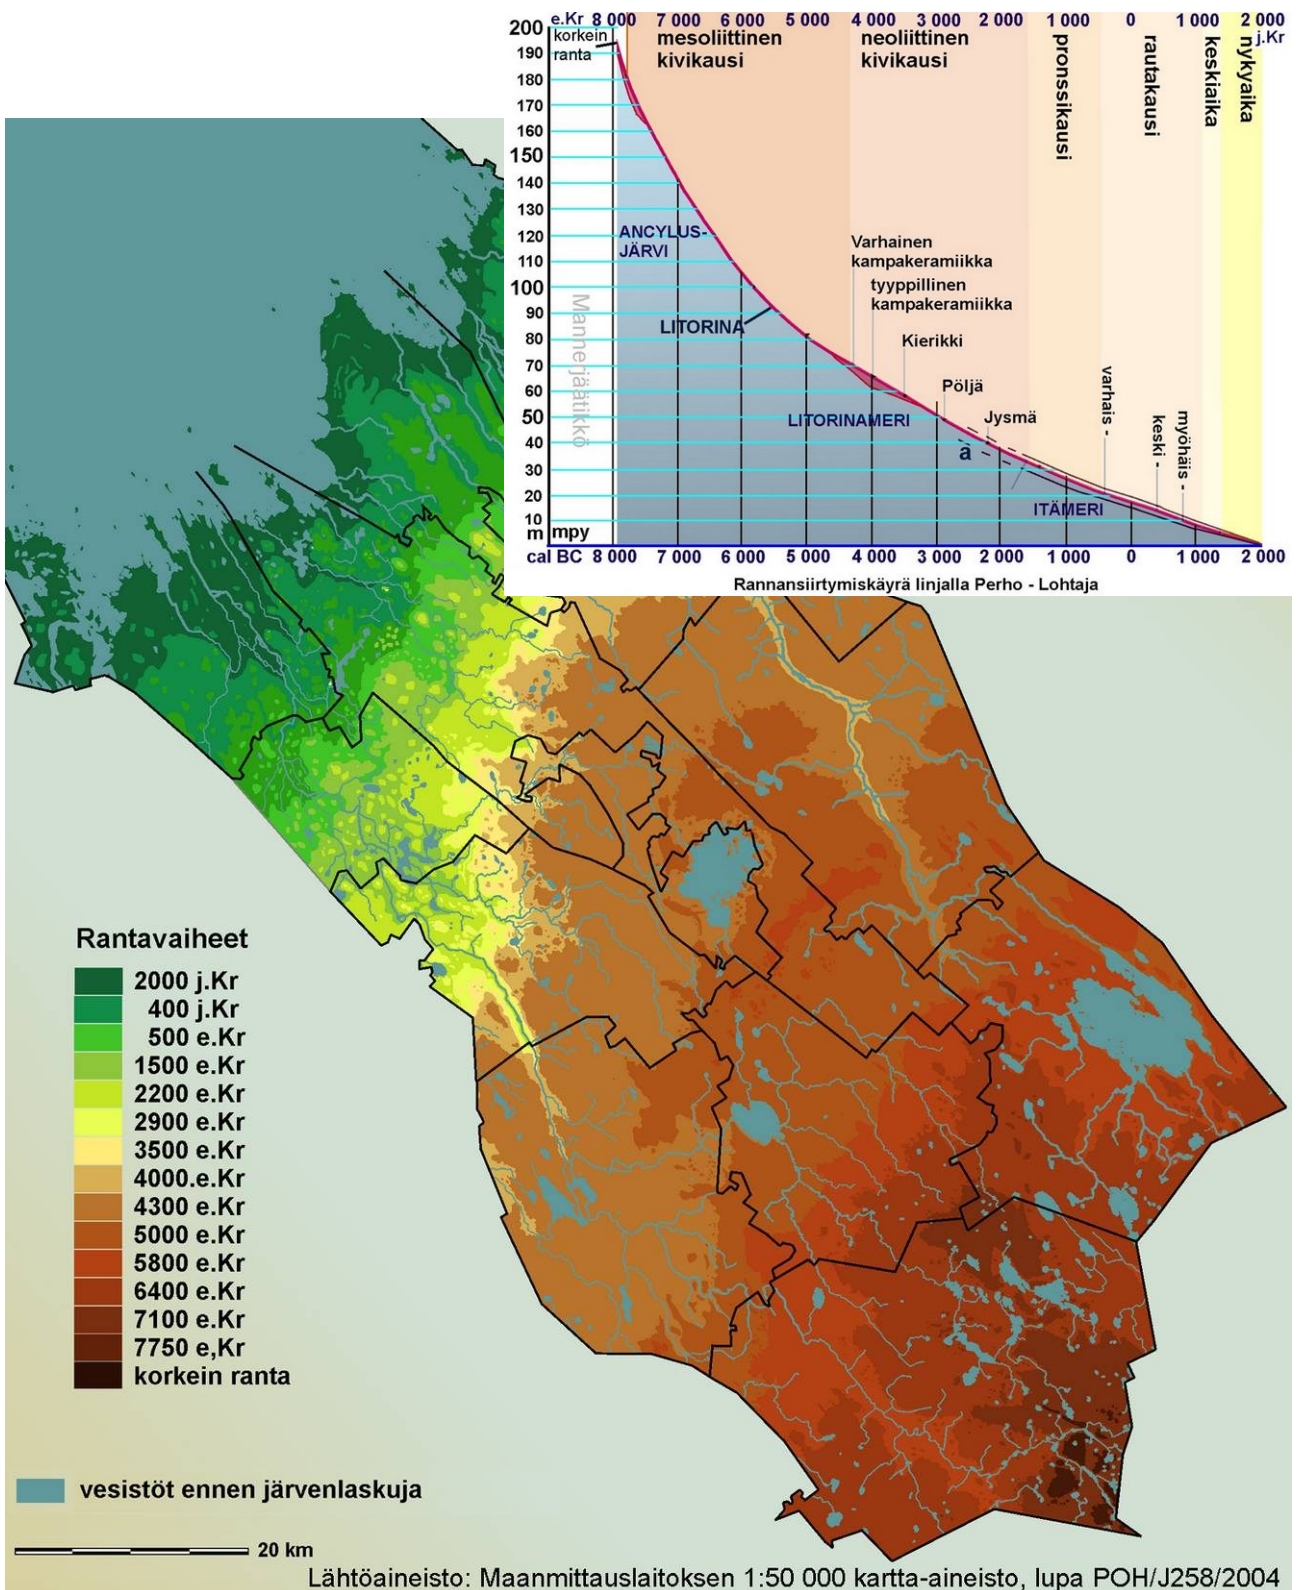 e.Kr 8 000 7 000 6 000 5 000 4 000 3 000 2 000 1 000 0 1 000 2 000
j.Kr
200
190
180
170
160
150
140
130
120
110
100
90
80
70
60
50
40
30
20
10
m mpy
korkein
ranta
mesoliittinen
kivikausi
neoliittinen
kivikausi
pronssikausi
rautakausi
keskiaika
nykyaika
ANCYLUS-
JÄRVI
Mannerjäätikkö
LITORINA
Varhainen
kampakeramiikka
tyyppillinen
kampakeramiikka
Kierikki
Pöljä
LITORINAMERI
Jysmä
a
varhais -
keski -
myöhäis -
ITÄMERI
cal BC 8 000 7 000 6 000 5 000 4 000 3 000 2 000 1 000 0 1000 2 000
Rannansiirtymiskäyrä linjalla Perho - Lohtaja
Rantavaiheet
2000 j.Kr
400 j.Kr
500 e.Kr
1500 e.Kr
2200 e.Kr
2900 e.Kr
3500 e.Kr
4000.e.Kr
4300 e.Kr
5000 e.Kr
5800 e.Kr
6400 e.Kr
7100 e.Kr
7750 e,Kr
korkein ranta
vesistöt ennen järvenlaskuja
20 km
Lähtöaineisto: Maanmittauslaitoksen 1:50 000 kartta-aineisto, lupa POH/J258/2004